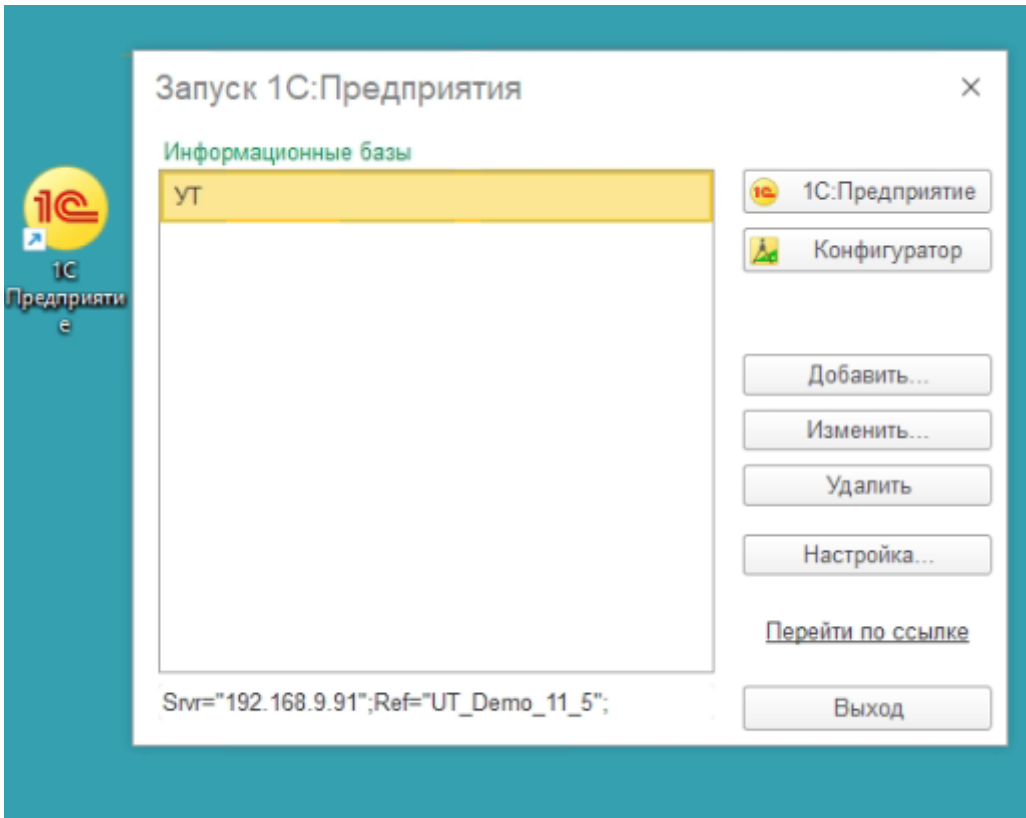 Запуск 1С:Предприятия
Информационные базы
УТ
1С:Предприятие
Конфигуратор
1С
Предприяти
е
Добавить...
Изменить...
Удалить
Настройка...
Перейти по ссылке
Srvr="192.168.9.91";Ref="UT_Demo_11_5";
Выход